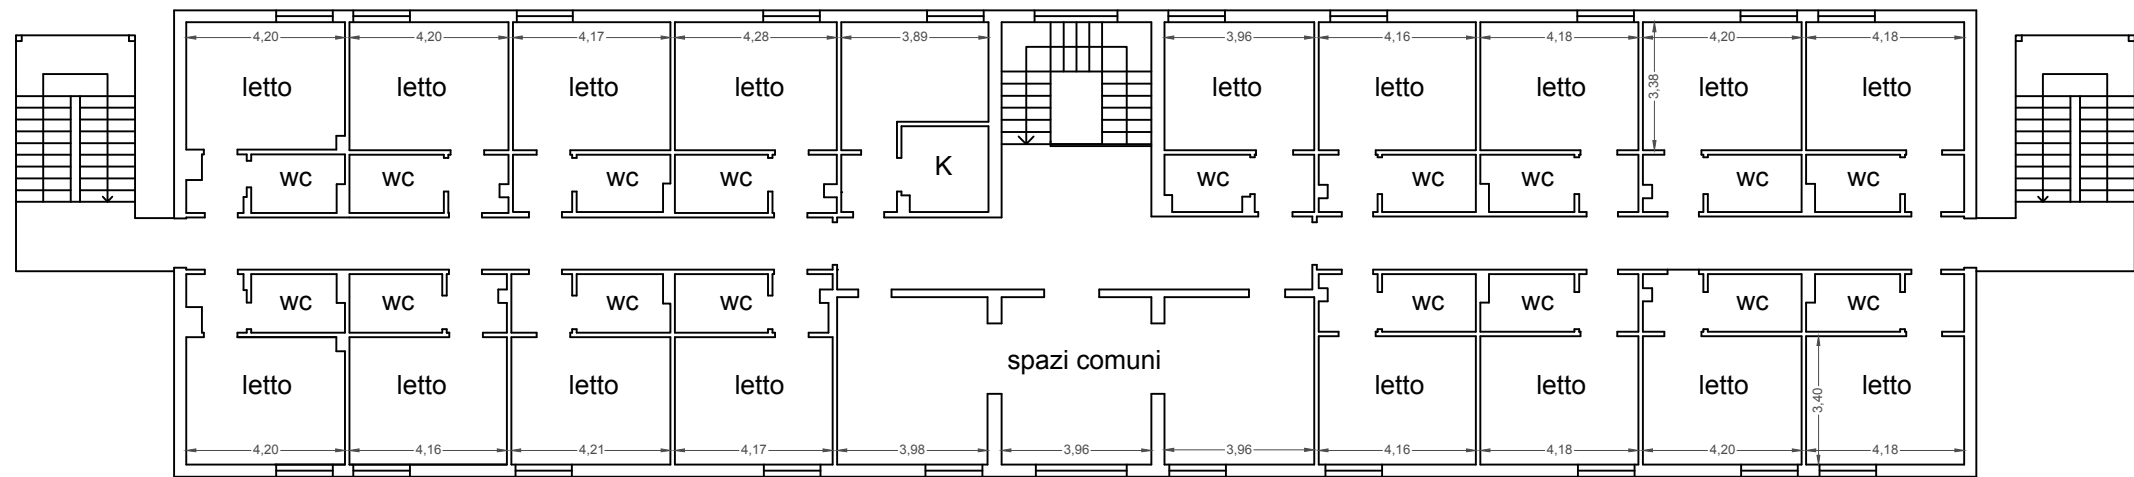 4,20 4,20 4,17 4,28 3,89 3,96 4,16 4,18 4,20 4,18
letto letto letto letto letto letto letto letto letto
3,38
wc wc wc wc K wc wc wc wc wc
wc wc wc wc wc wc wc wc
spazi comuni
letto letto letto letto letto letto letto letto
3,40
4,20 4,16 4,21 4,17 3,98 3,96 3,96 4,16 4,18 4,20 4,18